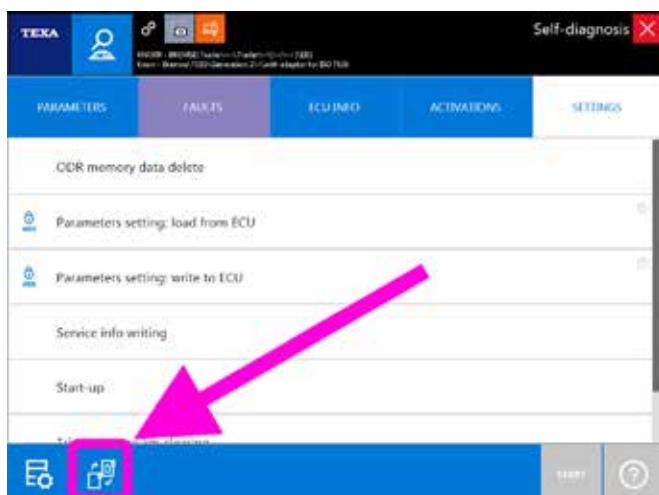 TEXA
Self-diagnosis
PARAMETERS
FAULTS
ECU INFO
ACTIVATIONS
SETTINGS
ODR memory data delete
Parameters setting: load from ECU
Parameters setting: write to ECU
Service info writing
Start-up
START